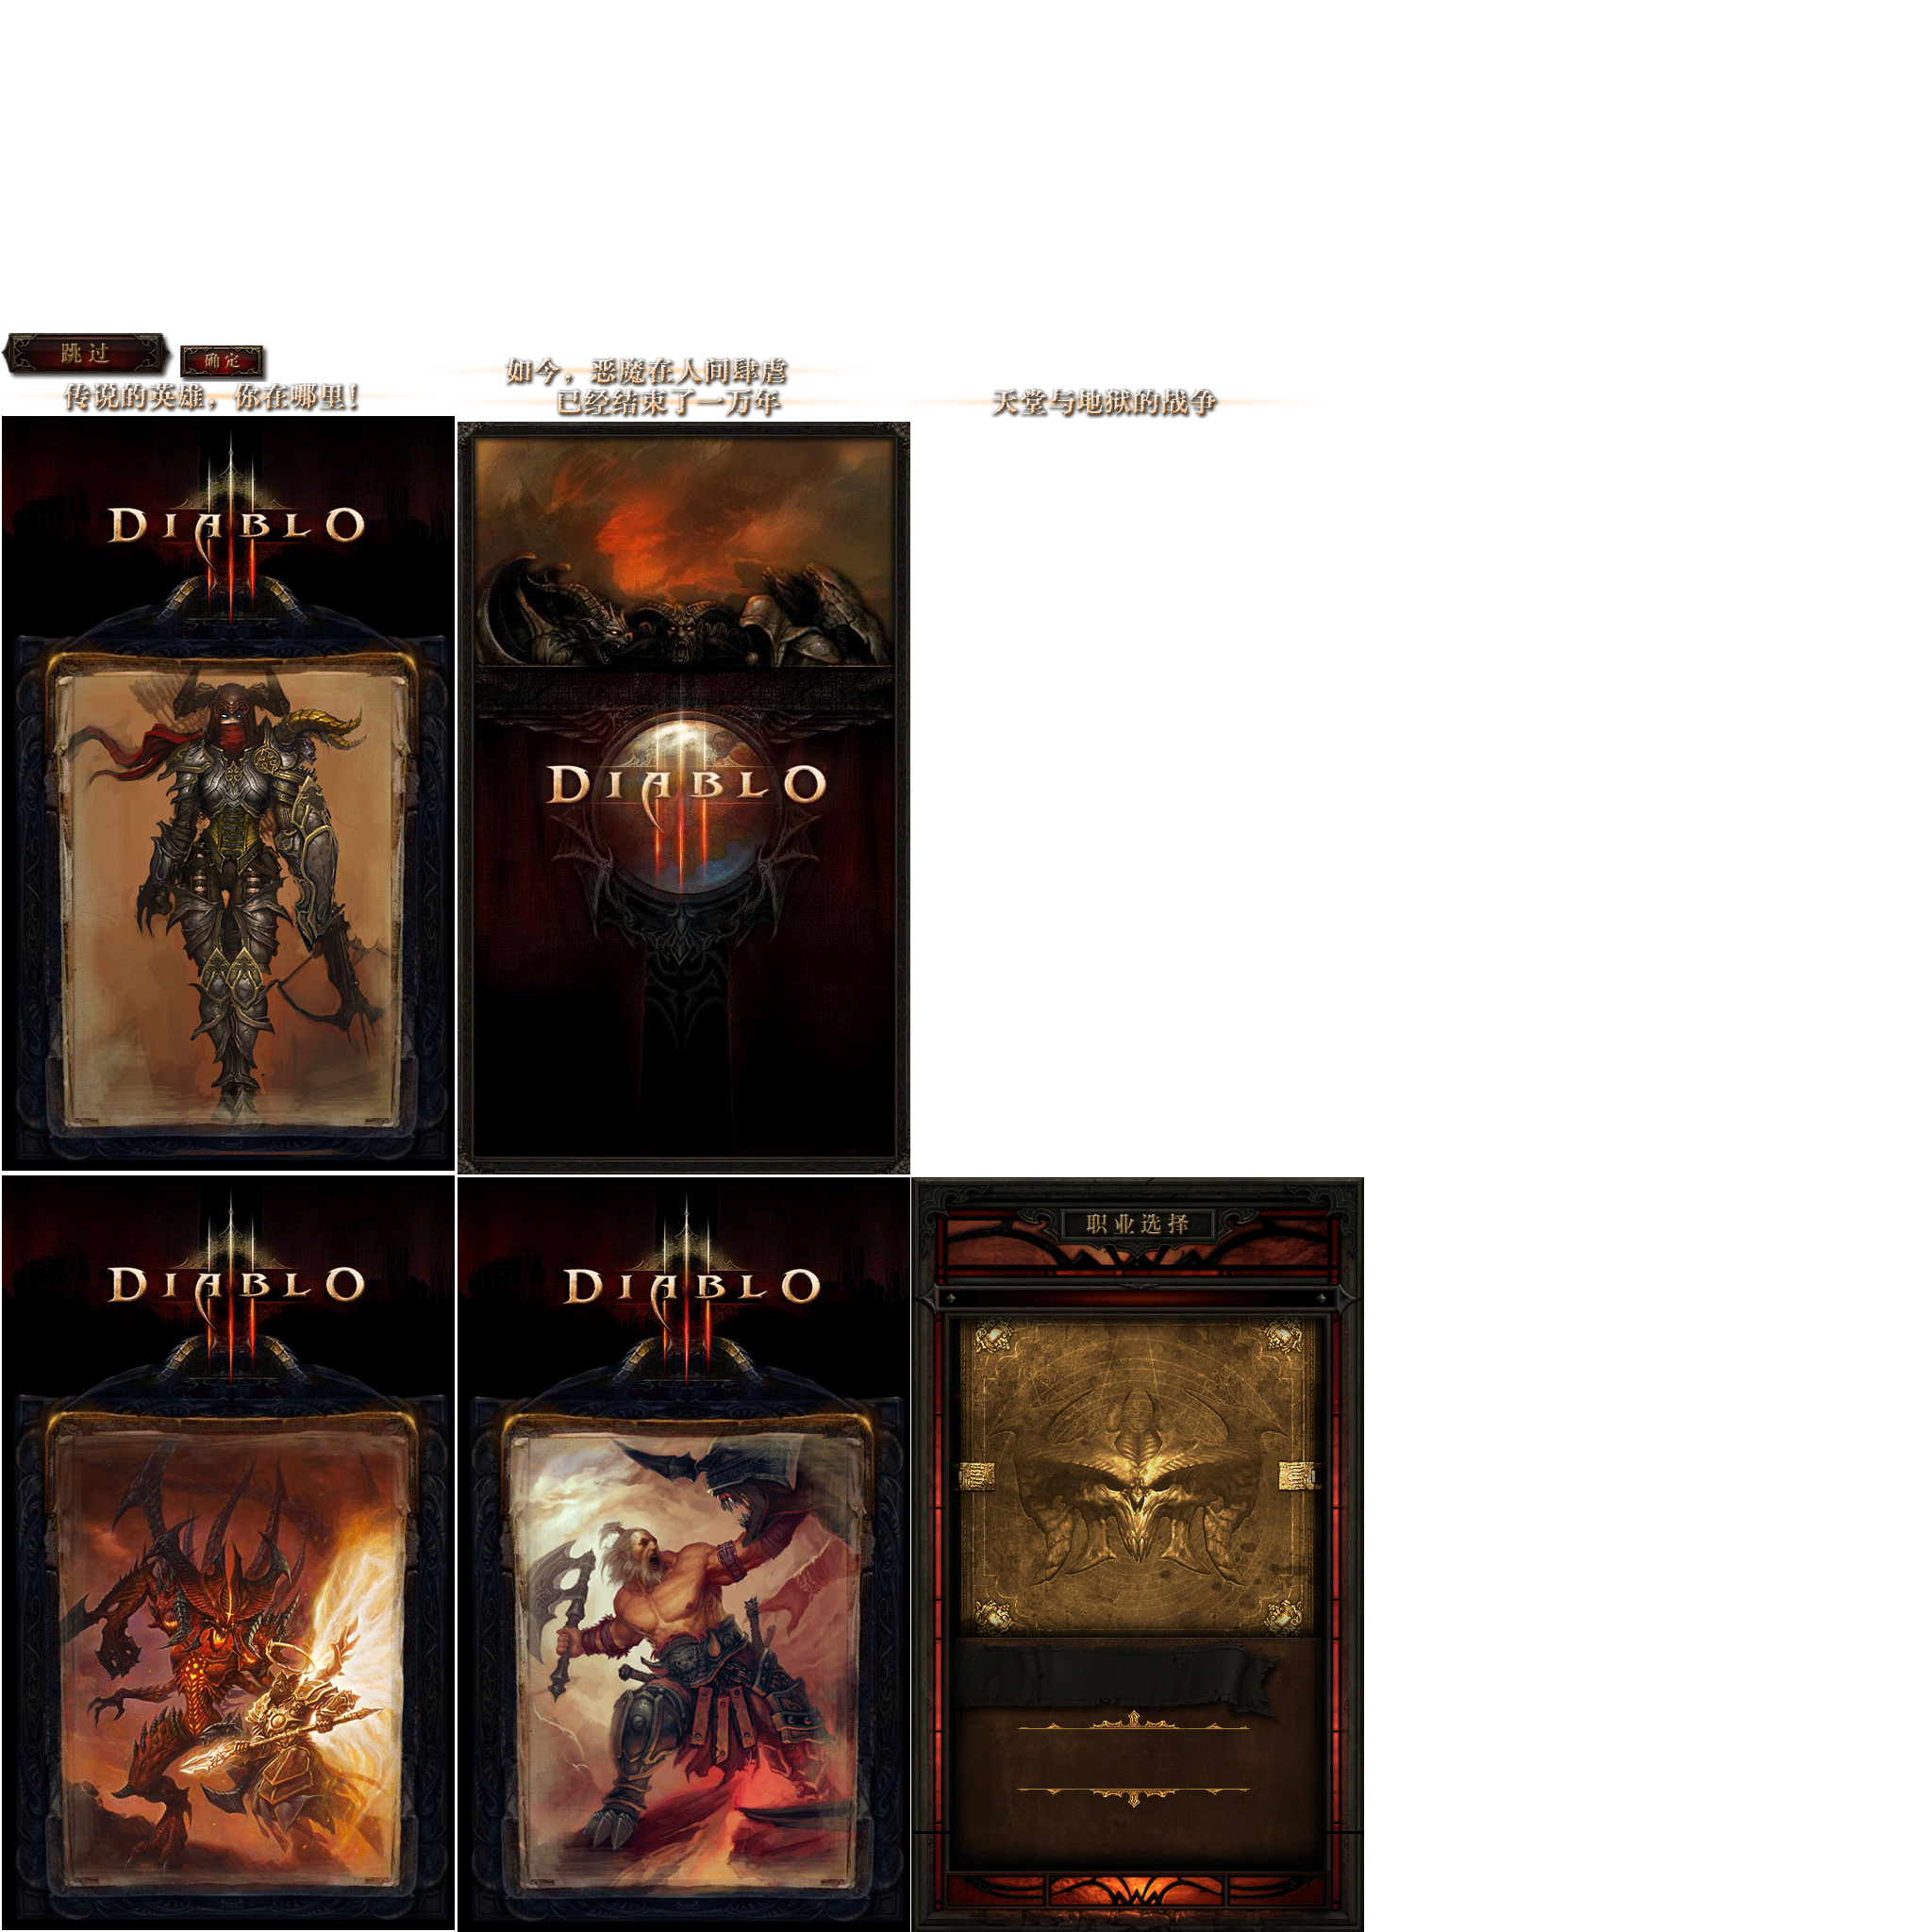 跳过
确定
传说的英雄，你在哪里！
如今，恶魔在人间肆虐
已经结束了一万年
天堂与地狱的战争
DIABLO
DIABLO
DIABLO
DIABLO
职业选择